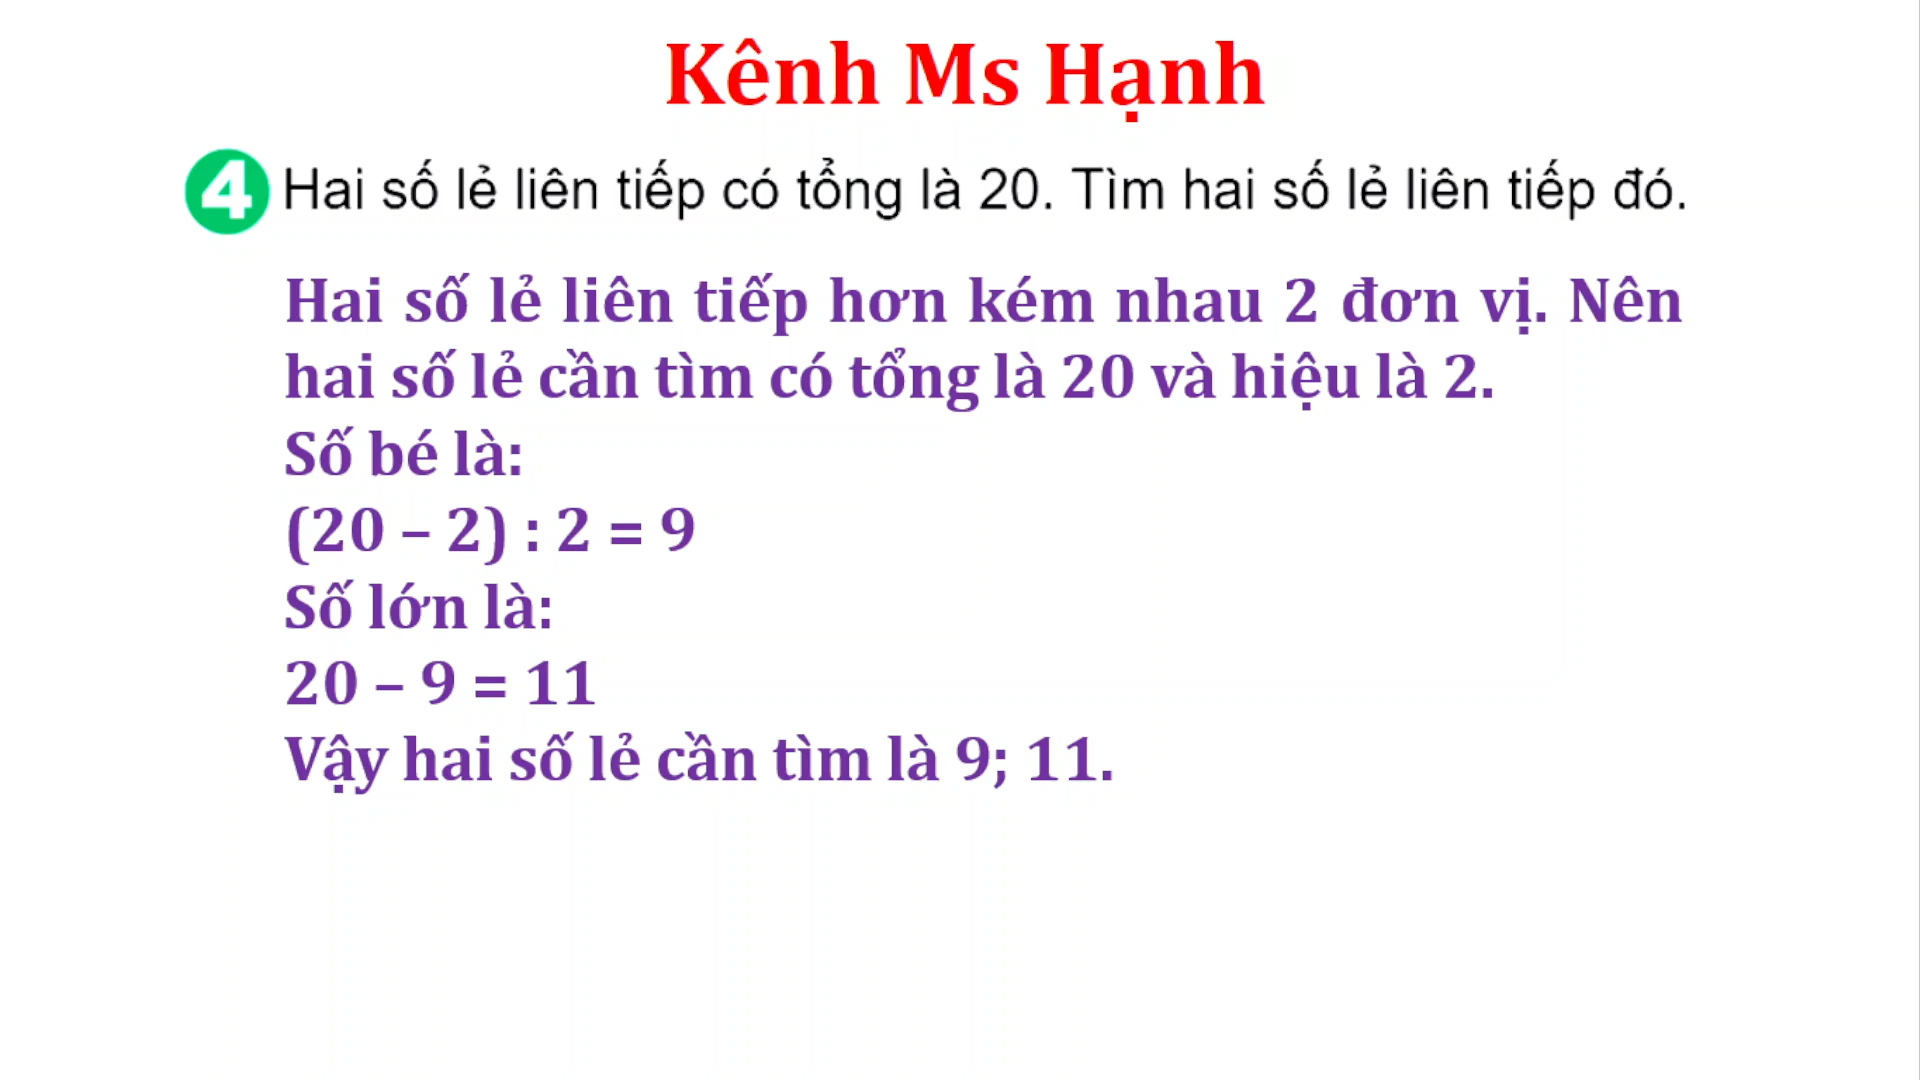 Kênh Ms Hạnh
4 Hai số lẻ liên tiếp có tổng là 20. Tìm hai số lẻ liên tiếp đó.
Hai số lẻ liên tiếp hơn kém nhau 2 đơn vị. Nên
hai số lẻ cần tìm có tổng là 20 và hiệu là 2.
Số bé là:
(20 – 2) : 2 = 9
Số lớn là:
20 – 9 = 11
Vậy hai số lẻ cần tìm là 9; 11.